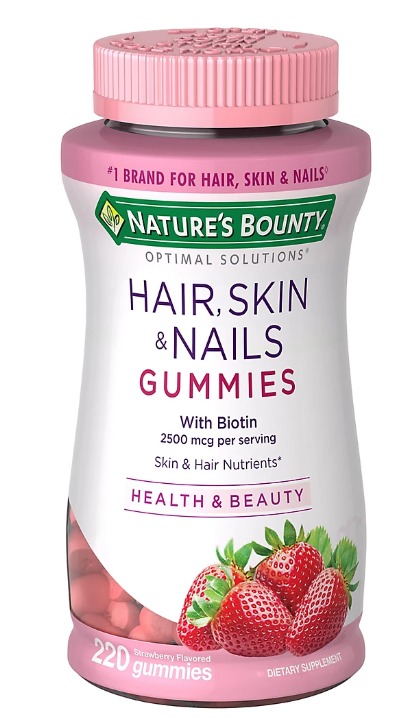 #1 BRAND FOR HAIR, SKIN & NAILS◊
NATURE'S BOUNTY®
OPTIMAL SOLUTIONS®
HAIR, SKIN
& NAILS
GUMMIES
With Biotin
2500 mcg per serving
Skin & Hair Nutrients*
HEALTH & BEAUTY
220 Strawberry Flavored
gummies
DIETARY SUPPLEMENT